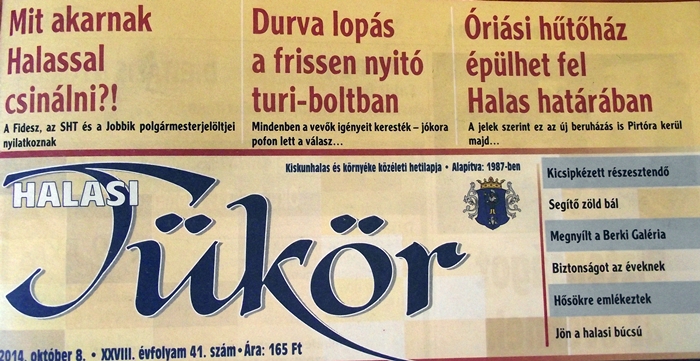 Mit akarnak
Halassal
csinálni?!
A Fidesz, az SHT és a Jobbik polgármesterjelöltjei
nyilatkoznak
Durva lopás
a frissen nyitó
turi-boltban
Mindenben a vevők igényeit keresték – jókora
pofon lett a válasz...
Óriási hűtőház
épülhet fel
Halas határában
A jelek szerint ez az új beruházás is Pirtóra kerül
majd...
Kiskunhalas és környéke közéleti hetilapja • Alapítva: 1987-ben
HALASI
Tükör
2014. október 8. • XXVIII. évfolyam 41. szám • Ára: 165 Ft
Kicsipkézett részesztendő
Segítő zöld bál
Megnyílt a Berki Galéria
Biztonságot az éveknek
Hősökre emlékeztek
Jön a halasi búcsú